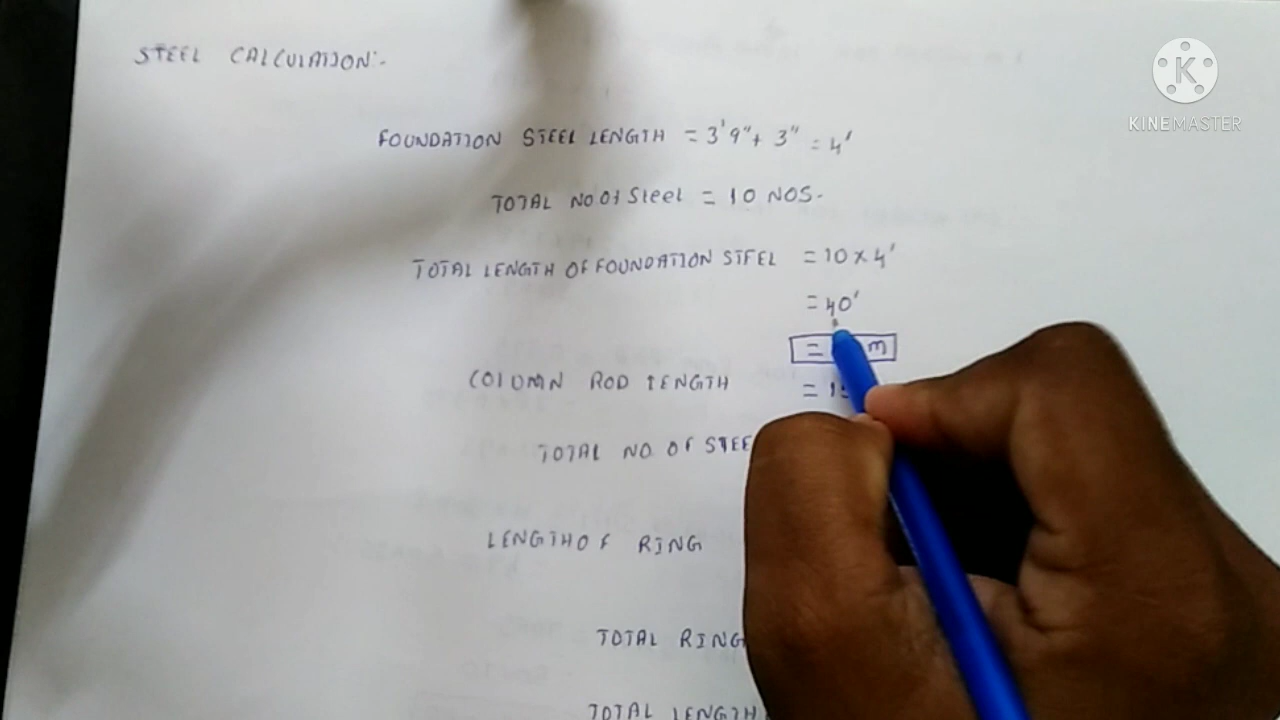 STEEL CALCULATION:-
KINEMASTER
FOUNDATION STEEL LENGTH = 3'9"+ 3" = 4'
TOTAL NO Of Steel = 10 NOS.
TOTAL LENGTH OF FOUNDATION STEEL = 10 x 4'
= 40'
= m
COLUMN ROD LENGTH =
TOTAL NO. OF
LENGTH OF RING
TOTAL
TOTAL LENGTH